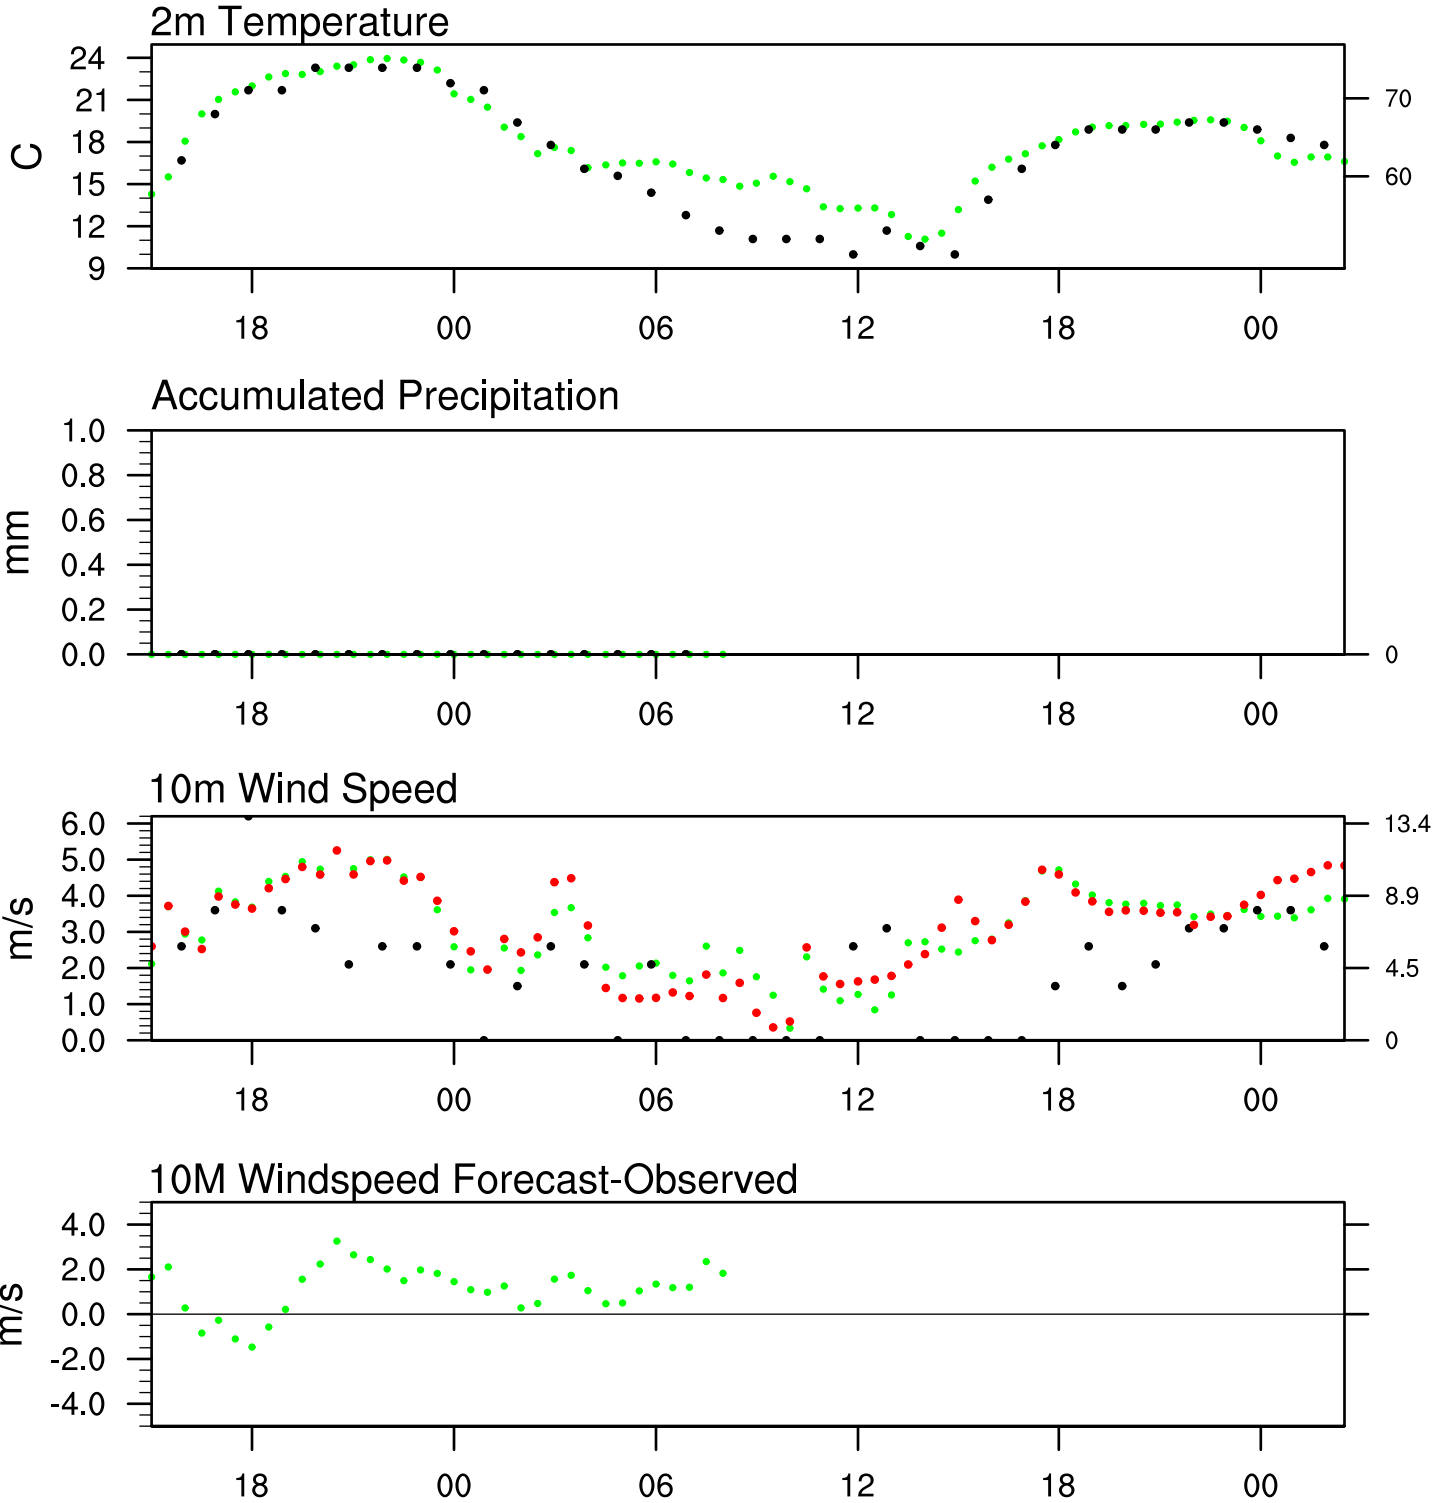 2m Temperature
24
21
18
15
12
9
C
70
60
18 00 06 12 18 00
Accumulated Precipitation
1.0
0.8
0.6
0.4
0.2
0.0
mm
0
18 00 06 12 18 00
10m Wind Speed
6.0
5.0
4.0
3.0
2.0
1.0
0.0
m/s
13.4
8.9
4.5
0
18 00 06 12 18 00
10M Windspeed Forecast-Observed
4.0
2.0
0.0
-2.0
-4.0
m/s
18 00 06 12 18 00